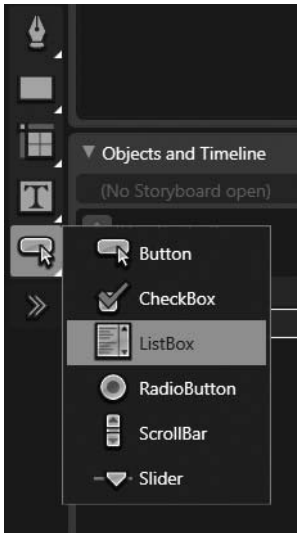 Objects and Timeline
(No Storyboard open)
Button
CheckBox
ListBox
RadioButton
ScrollBar
Slider